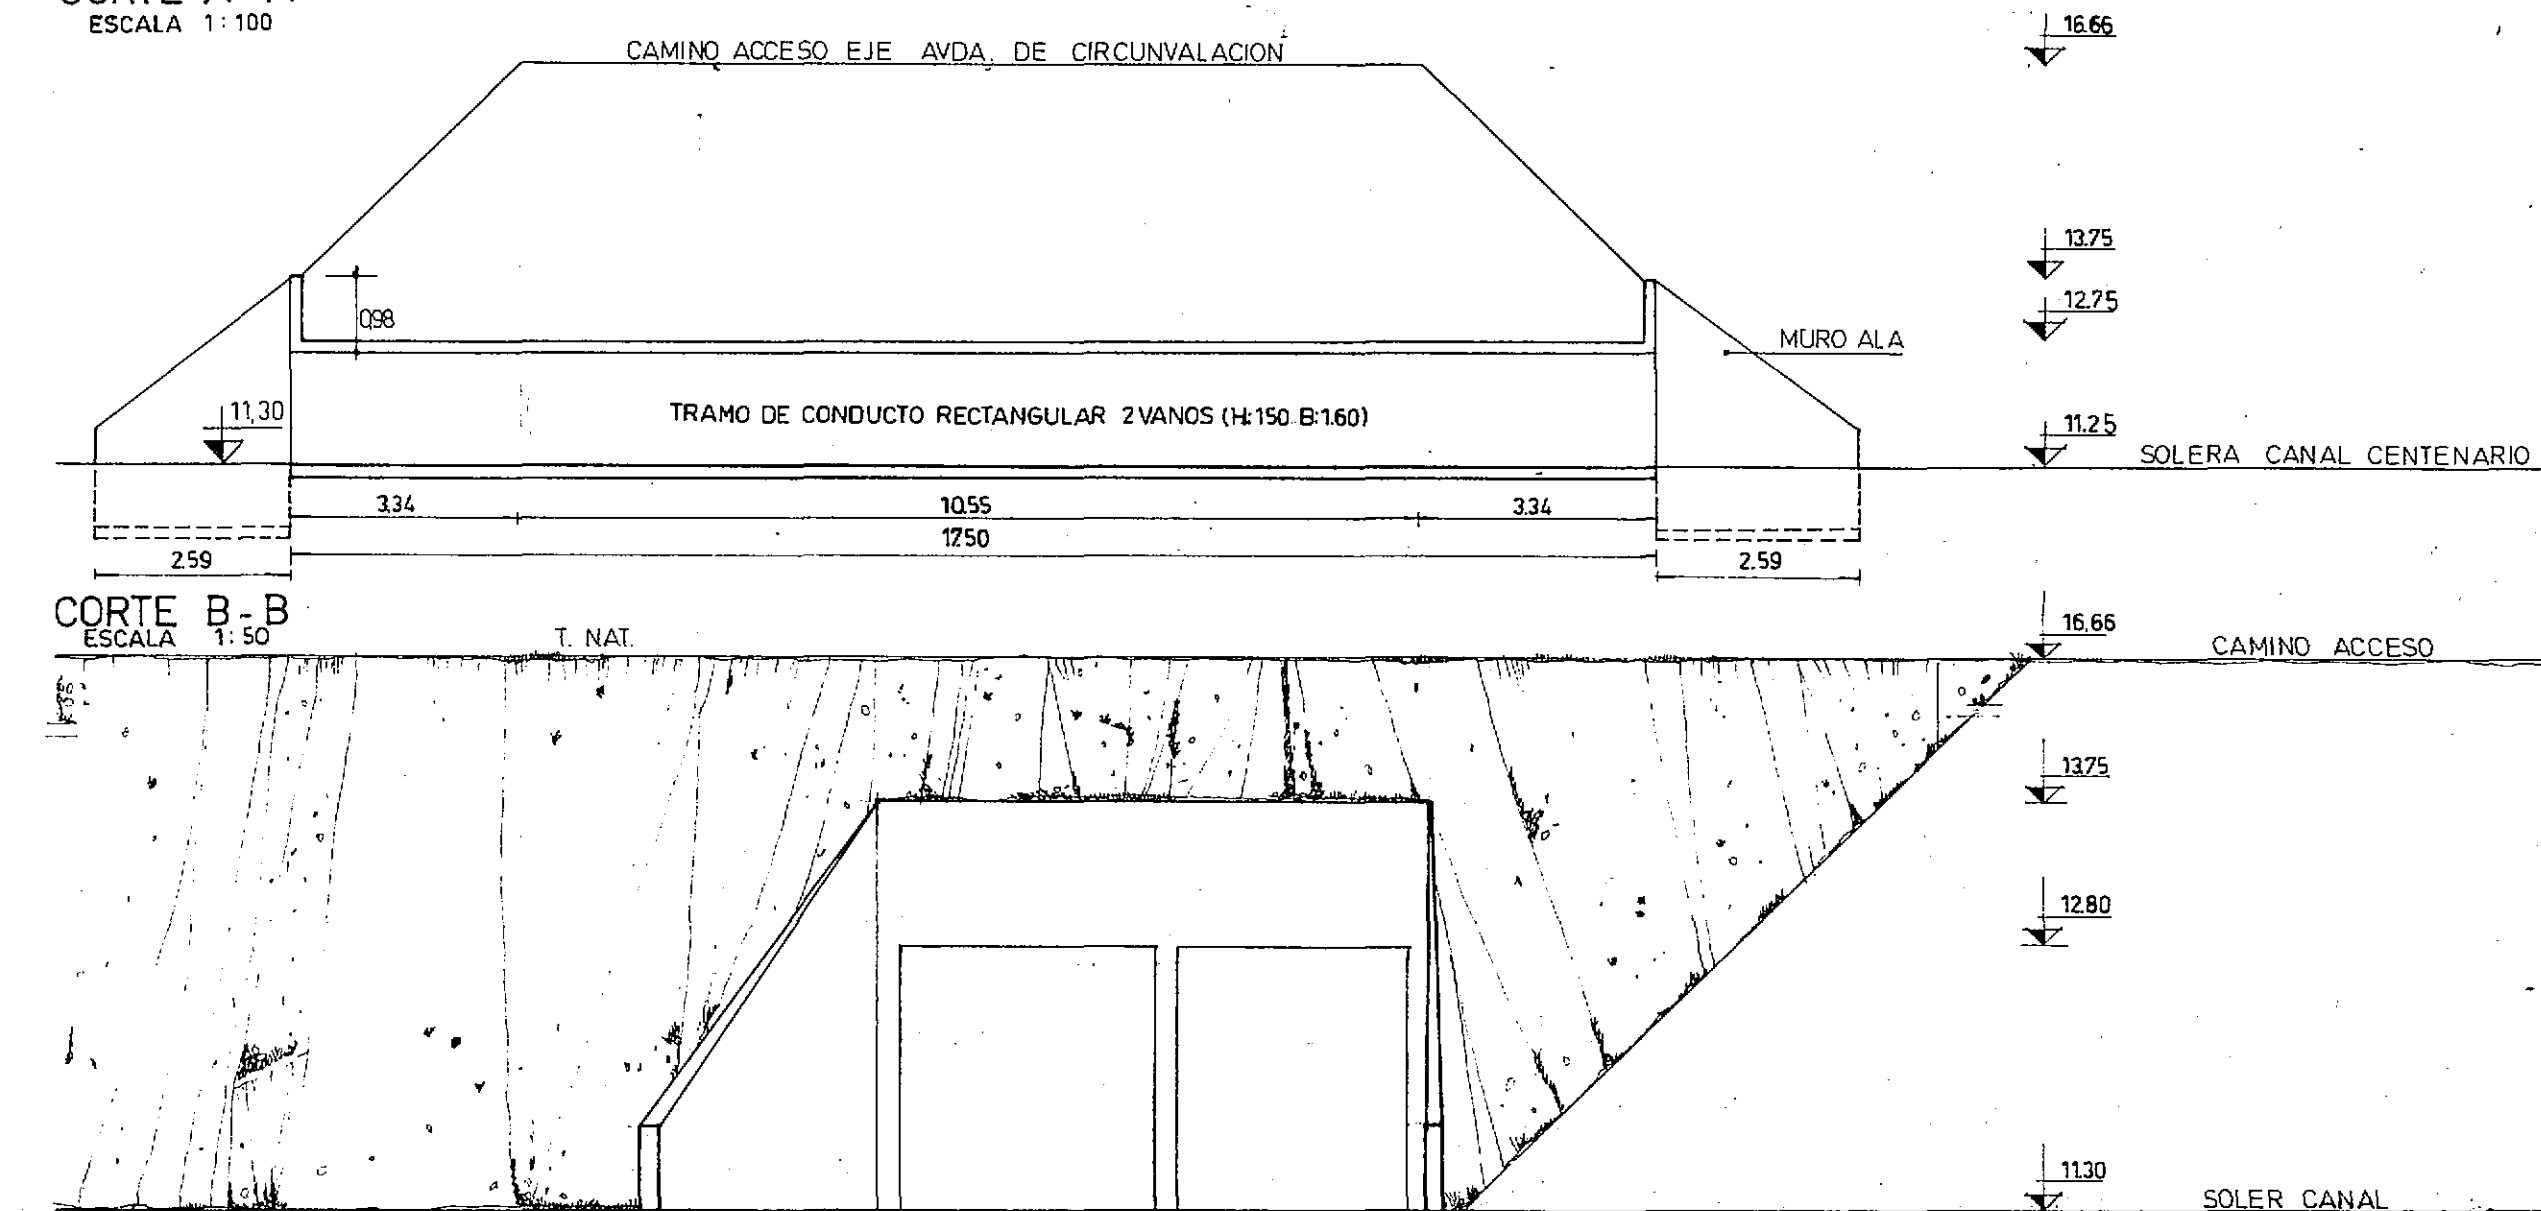 ESCALA 1:100
CAMINO ACCESO EJE AVDA. DE CIRCUNVALACION
16.66
13.75
12.75
0,98
MURO ALA
11,30
TRAMO DE CONDUCTO RECTANGULAR 2 VANOS (H:150 B:1.60)
11.25
SOLERA CANAL CENTENARIO
3.34
10.55
3.34
17.50
2.59
2.59
CORTE B-B
ESCALA 1:50
T. NAT.
16,66
CAMINO ACCESO
13.75
12.80
11.30
SOLER CANAL